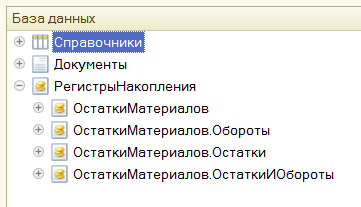 База данных
Справочники
Документы
РегистрыНакопления
ОстаткиМатериалов
ОстаткиМатериалов.Обороты
ОстаткиМатериалов.Остатки
ОстаткиМатериалов.ОстаткиИОбороты